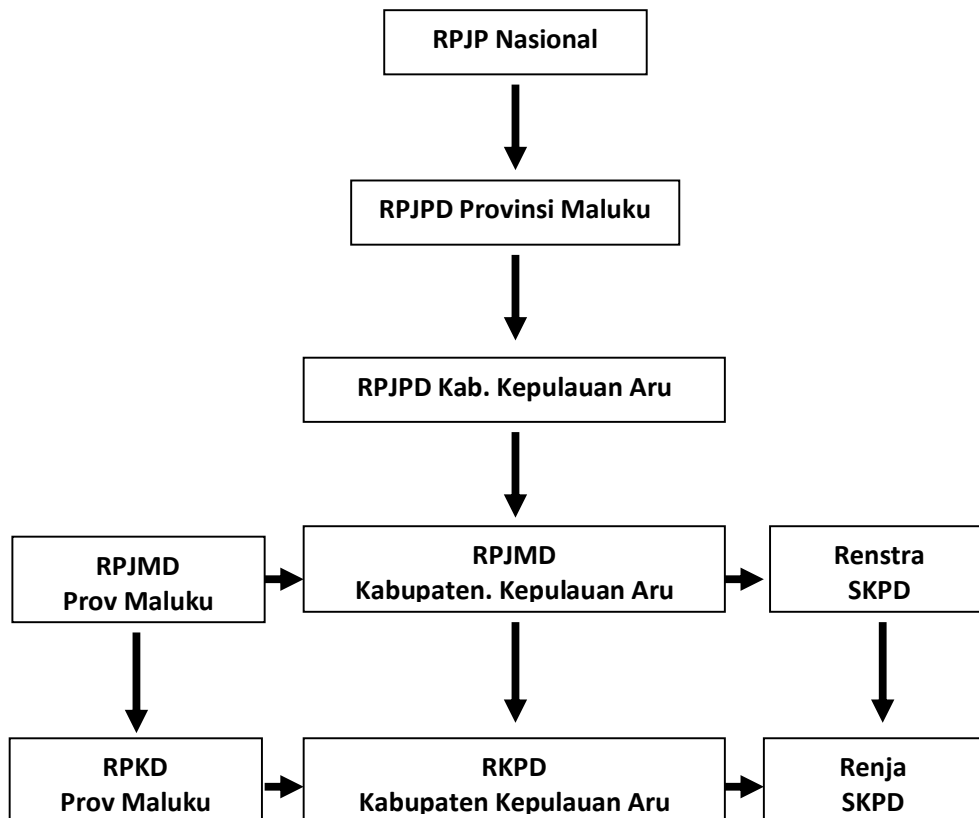 RPJP Nasional
RPJPD Provinsi Maluku
RPJPD Kab. Kepulauan Aru
RPJMD
Prov Maluku
RPJMD
Kabupaten. Kepulauan Aru
Renstra
SKPD
RPKD
Prov Maluku
RKPD
Kabupaten Kepulauan Aru
Renja
SKPD